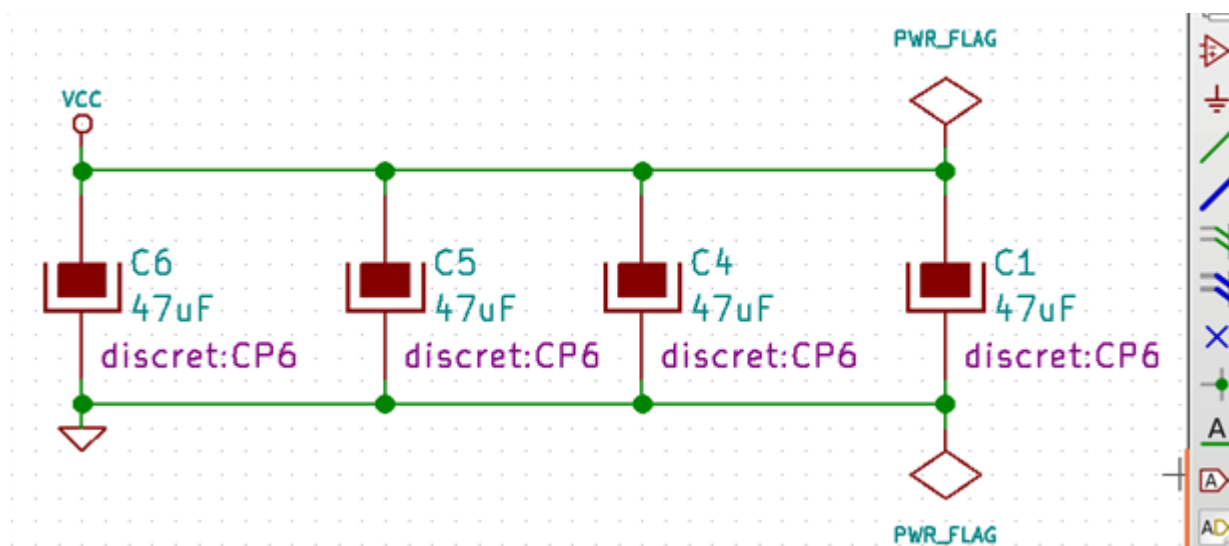 PWR_FLAG
VCC
C6
47uF
discret:CP6
C5
47uF
discret:CP6
C4
47uF
discret:CP6
C1
47uF
discret:CP6
PWR_FLAG
A
A
AD